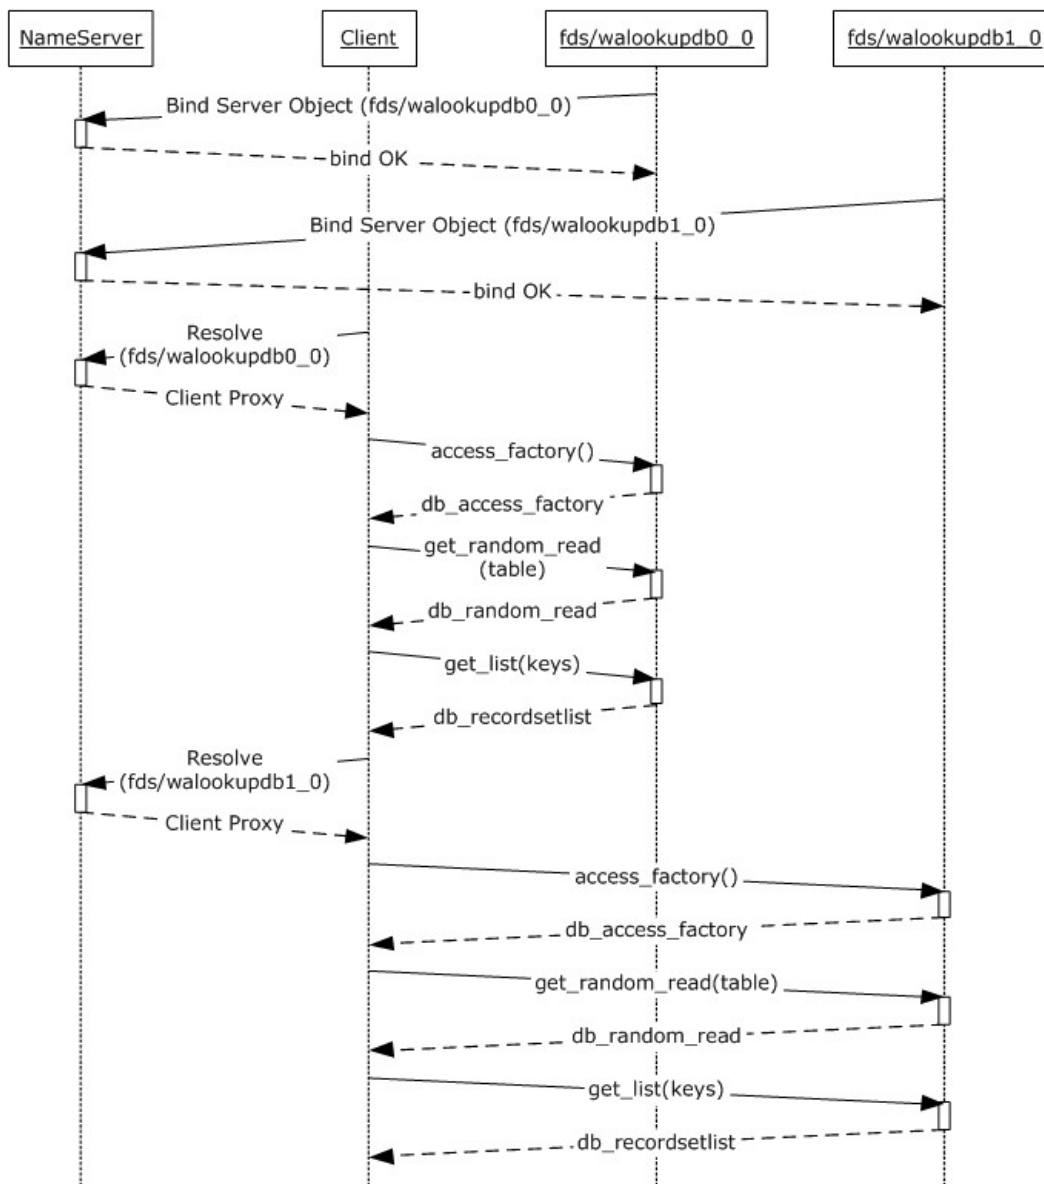 NameServer
Client
fds/walookupdb0_0
fds/walookupdb1_0
Bind Server Object (fds/walookupdb0_0)
bind OK
Bind Server Object (fds/walookupdb1_0)
bind OK
Resolve
(fds/walookupdb0_0)
Client Proxy
access_factory()
db_access_factory
get_random_read
(table)
db_random_read
get_list(keys)
db_recordsetlist
Resolve
(fds/walookupdb1_0)
Client Proxy
access_factory()
db_access_factory
get_random_read(table)
db_random_read
get_list(keys)
db_recordsetlist